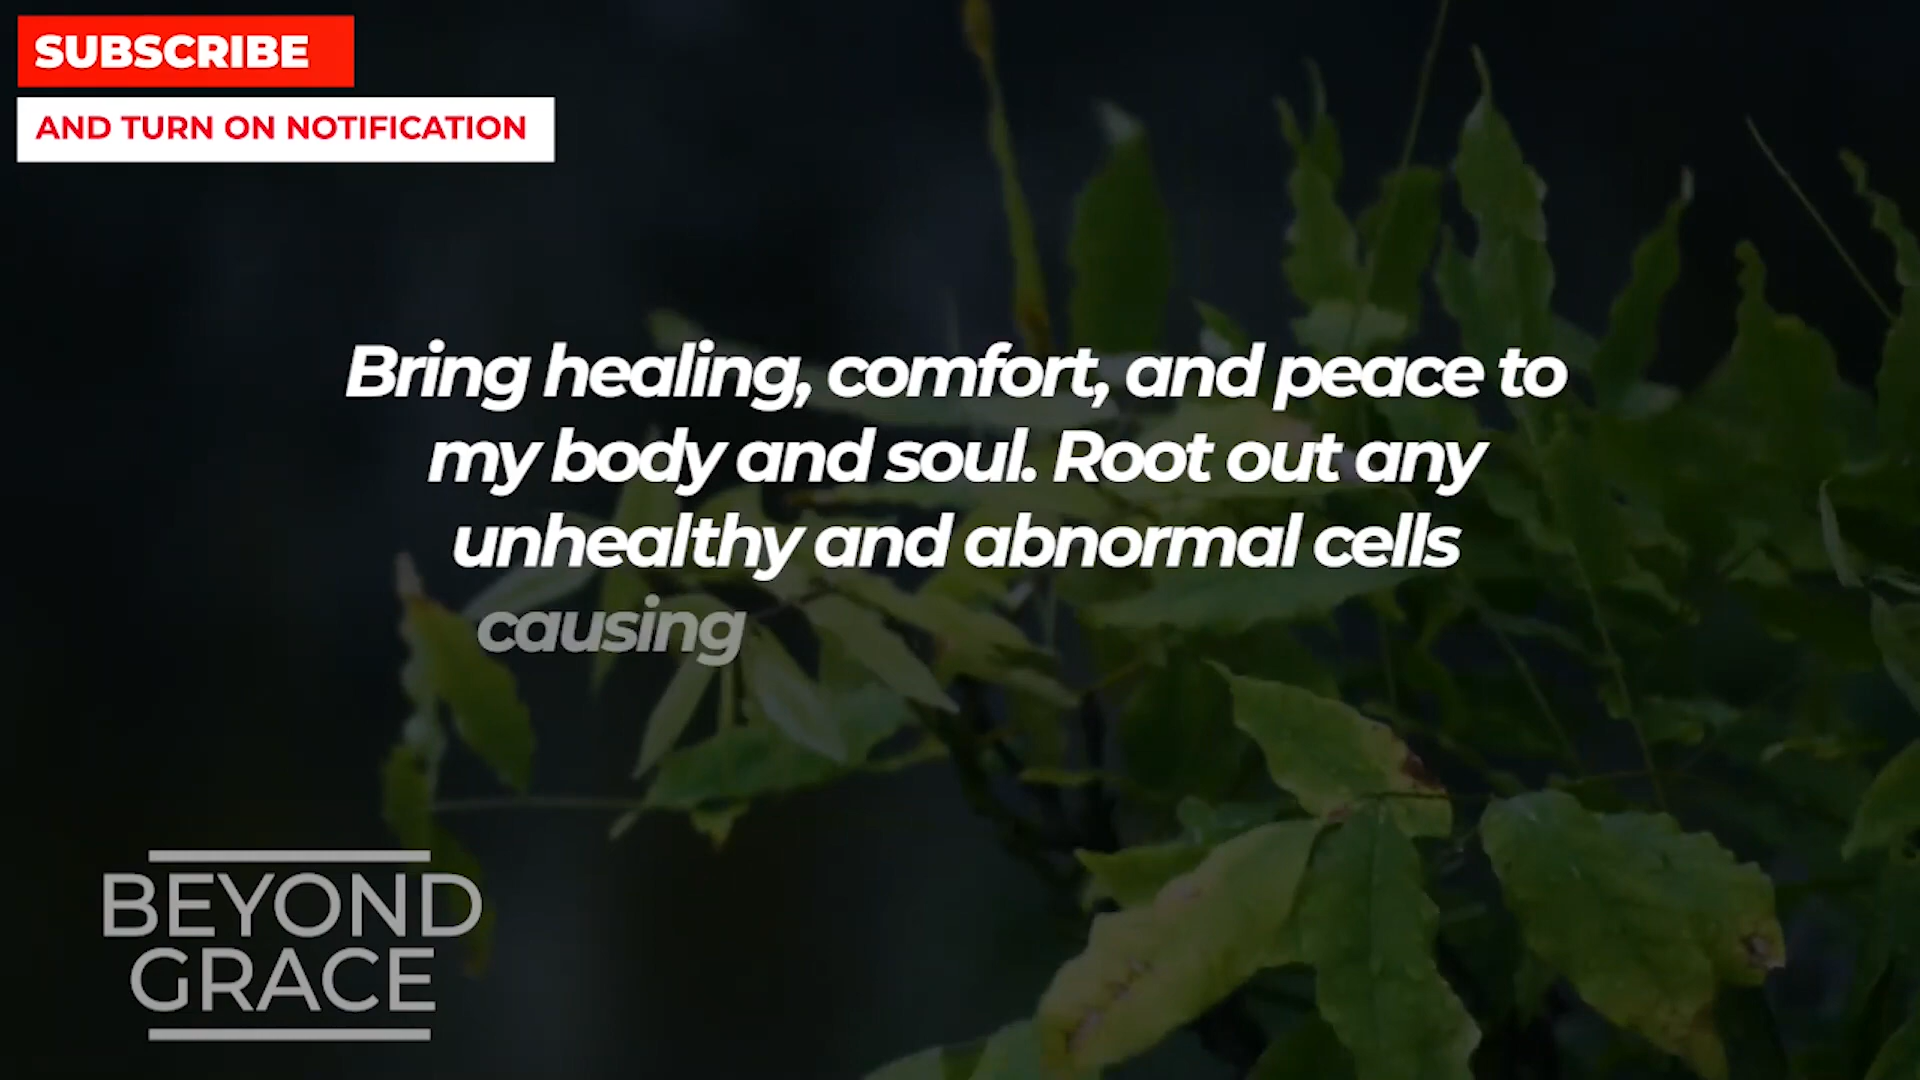 SUBSCRIBE
AND TURN ON NOTIFICATION
Bring healing, comfort, and peace to
my body and soul. Root out any
unhealthy and abnormal cells
causing
BEYOND
GRACE